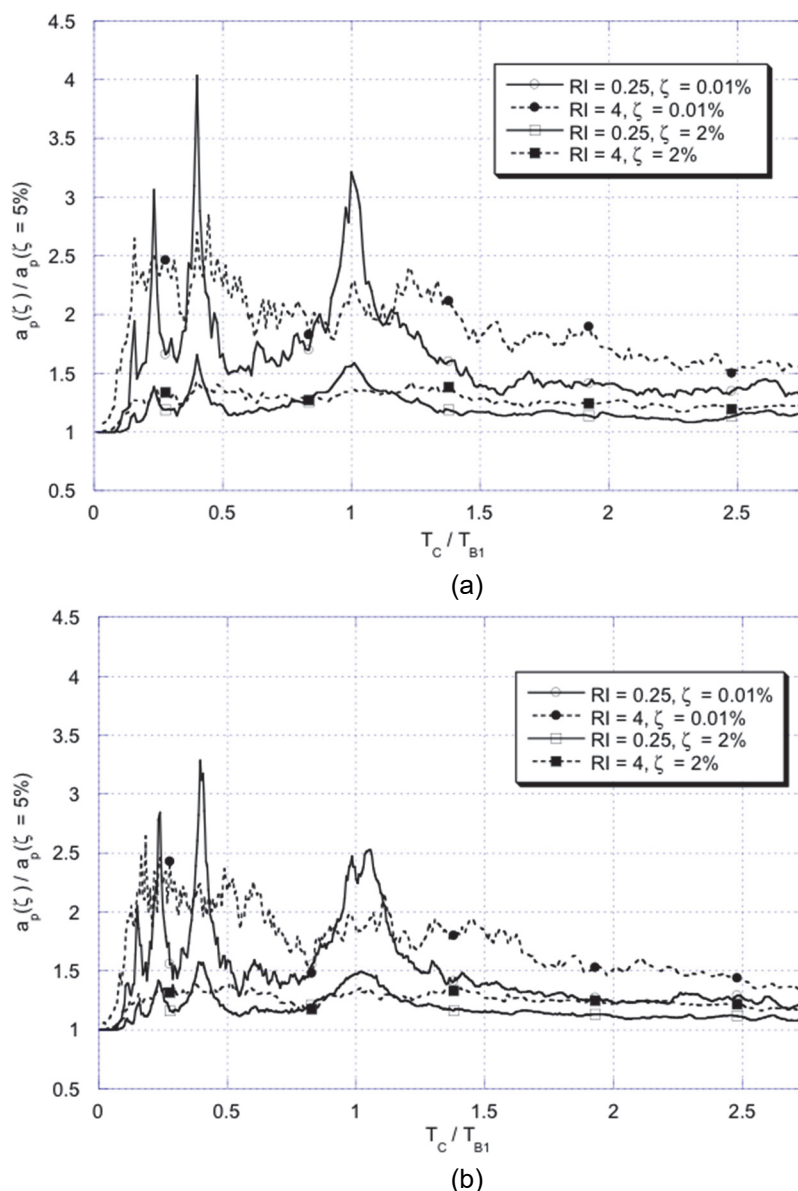 4.5
4
3.5
3
2.5
2
1.5
1
0.5
a_p(ζ) / a_p(ζ = 5%)
RI = 0.25, ζ = 0.01%
RI = 4, ζ = 0.01%
RI = 0.25, ζ = 2%
RI = 4, ζ = 2%
0 0.5 1 1.5 2 2.5
T_C / T_B1
(a)
4.5
4
3.5
3
2.5
2
1.5
1
0.5
a_p(ζ) / a_p(ζ = 5%)
RI = 0.25, ζ = 0.01%
RI = 4, ζ = 0.01%
RI = 0.25, ζ = 2%
RI = 4, ζ = 2%
0 0.5 1 1.5 2 2.5
T_C / T_B1
(b)